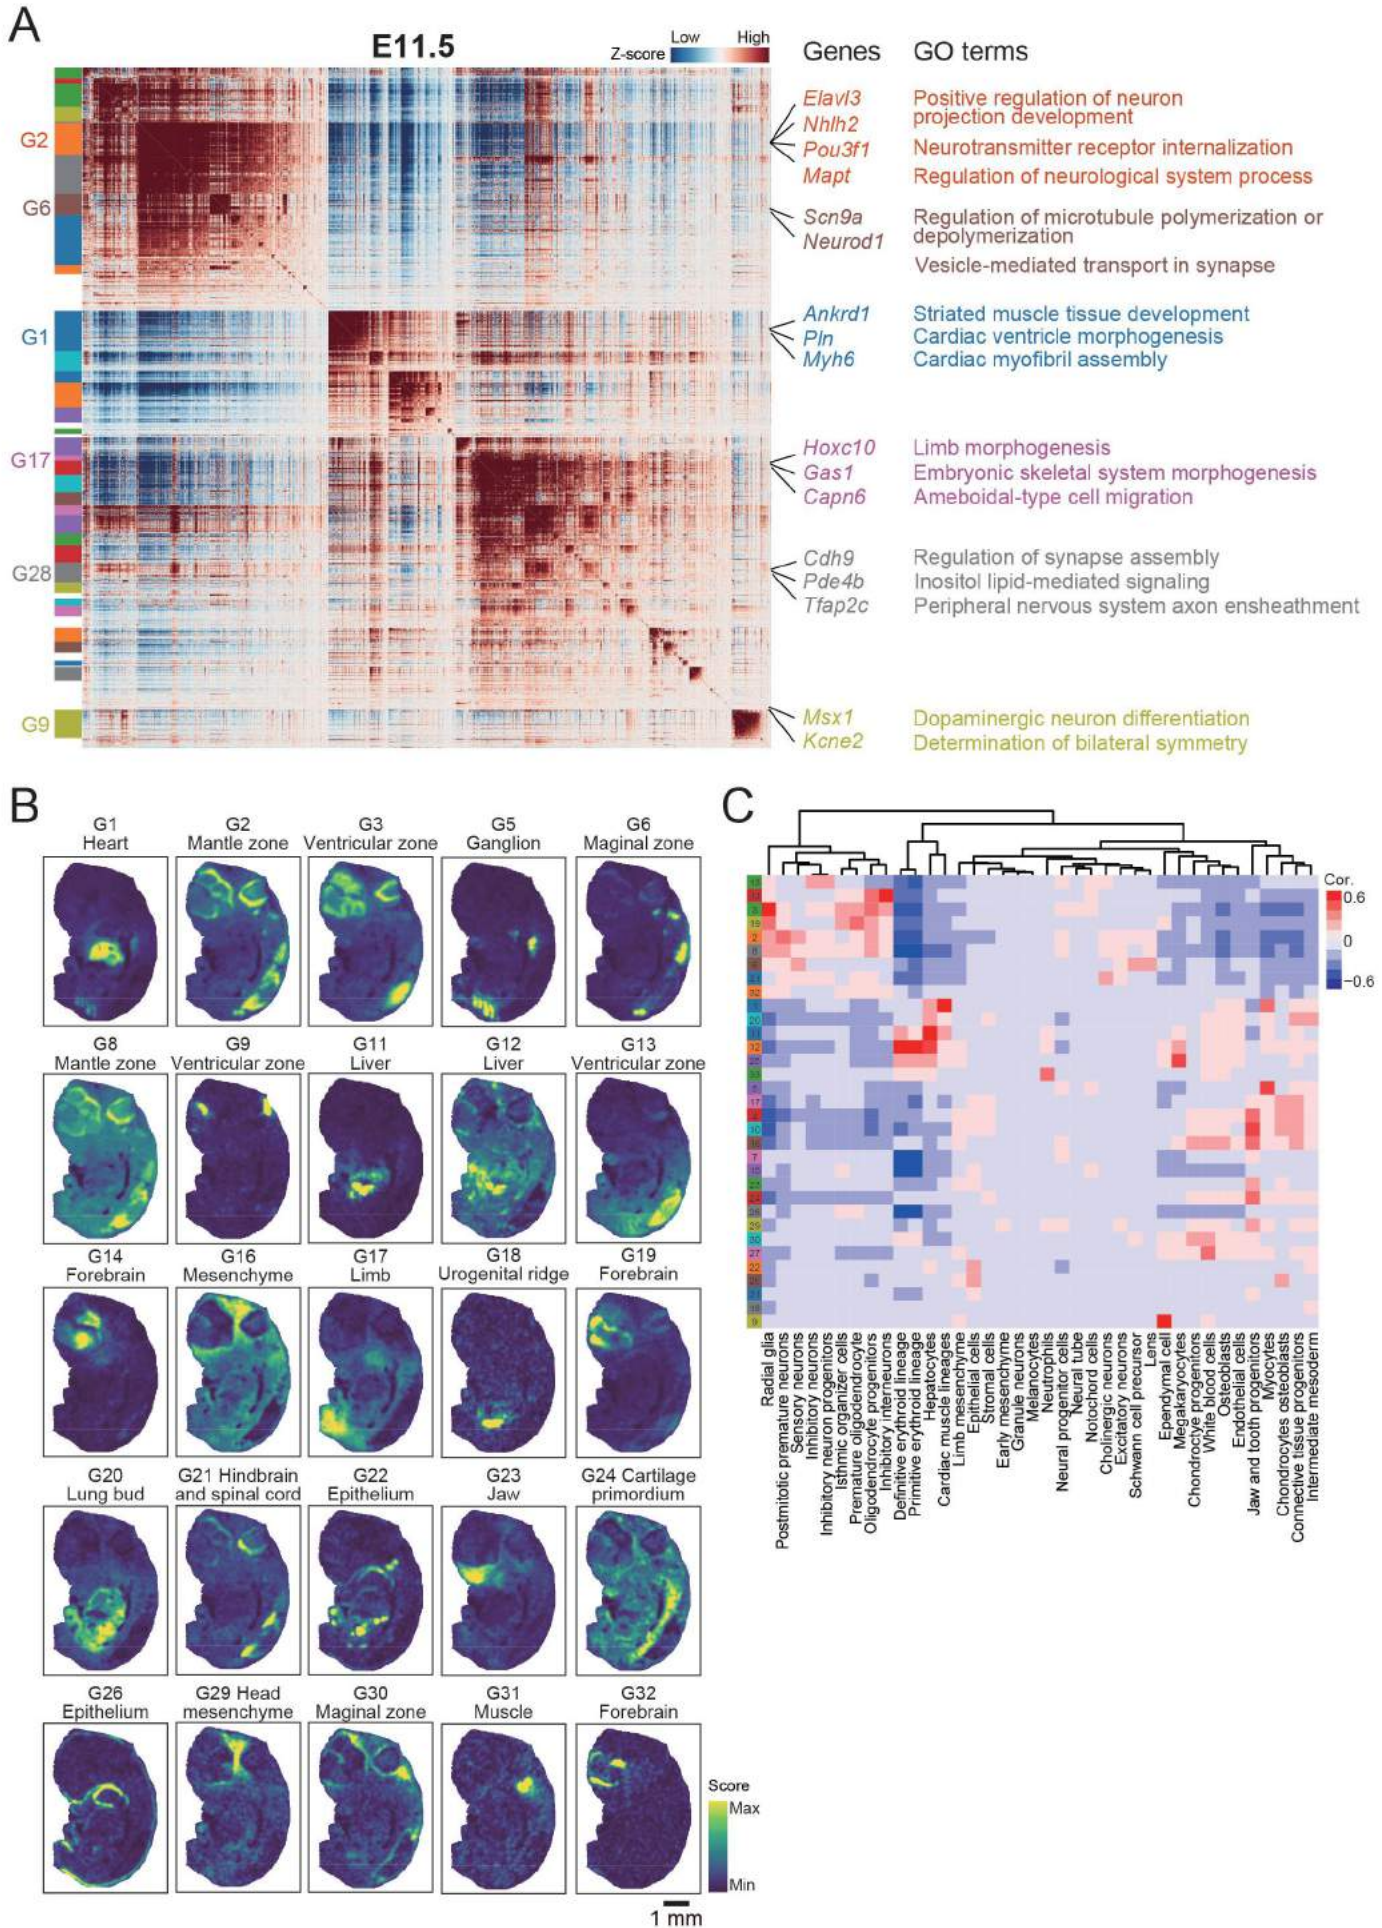 A
E11.5
Low High
Z-score
Genes GO terms
G2
G6
G1
G17
G28
G9
Elavl3
Nhlh2
Pou3f1
Mapt
Positive regulation of neuron
projection development
Neurotransmitter receptor internalization
Regulation of neurological system process
Scn9a
Neurod1
Regulation of microtubule polymerization or
depolymerization
Vesicle-mediated transport in synapse
Ankrd1 Striated muscle tissue development
Pln Cardiac ventricle morphogenesis
Myh6 Cardiac myofibril assembly
Hoxc10 Limb morphogenesis
Gas1 Embryonic skeletal system morphogenesis
Capn6 Ameboidal-type cell migration
Cdh9 Regulation of synapse assembly
Pde4b Inositol lipid-mediated signaling
Tfap2c Peripheral nervous system axon ensheathment
Msx1 Dopaminergic neuron differentiation
Kcne2 Determination of bilateral symmetry
B
G1 G2 G3 G5 G6
Heart Mantle zone Ventricular zone Ganglion Maginal zone
G8 G9 G11 G12 G13
Mantle zone Ventricular zone Liver Liver Ventricular zone
G14 G16 G17 G18 G19
Forebrain Mesenchyme Limb Urogenital ridge Forebrain
G20 G21 Hindbrain G22 G23 G24 Cartilage
Lung bud and spinal cord Epithelium Jaw primordium
G26 G29 Head G30 G31 G32
Epithelium mesenchyme Maginal zone Muscle Forebrain
Score
Max
Min
1 mm
C
Cor.
0.6
0
−0.6
19
2
32
20
17
7
29
30
27
22
9
Radial glia
Postmitotic premature neurons
Sensory neurons
Inhibitory neurons
Inhibitory neuron progenitors
Isthmic organizer cells
Premature oligodendrocyte
Oligodendrocyte progenitors
Inhibitory interneurons
Definitive erythroid lineage
Primitive erythroid lineage
Hepatocytes
Cardiac muscle lineages
Limb mesenchyme
Epithelial cells
Stromal cells
Early mesenchyme
Granule neurons
Melanocytes
Neutrophils
Neural progenitor cells
Neural tube
Notochord cells
Cholinergic neurons
Excitatory neurons
Schwann cell precursor
Lens
Ependymal cell
Megakaryocytes
Chondroctye progenitors
White blood cells
Osteoblasts
Endothelial cells
Jaw and tooth progenitors
Myocytes
Chondrocytes osteoblasts
Connective tissue progenitors
Intermediate mesoderm